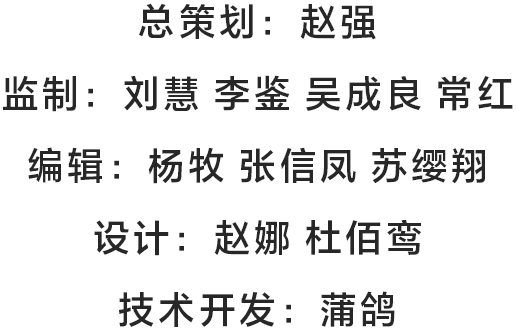 总策划：赵强
监制：刘慧 李鉴 吴成良 常红
编辑：杨牧 张信凤 苏缨翔
设计：赵娜 杜佰鸾
技术开发：蒲鸽